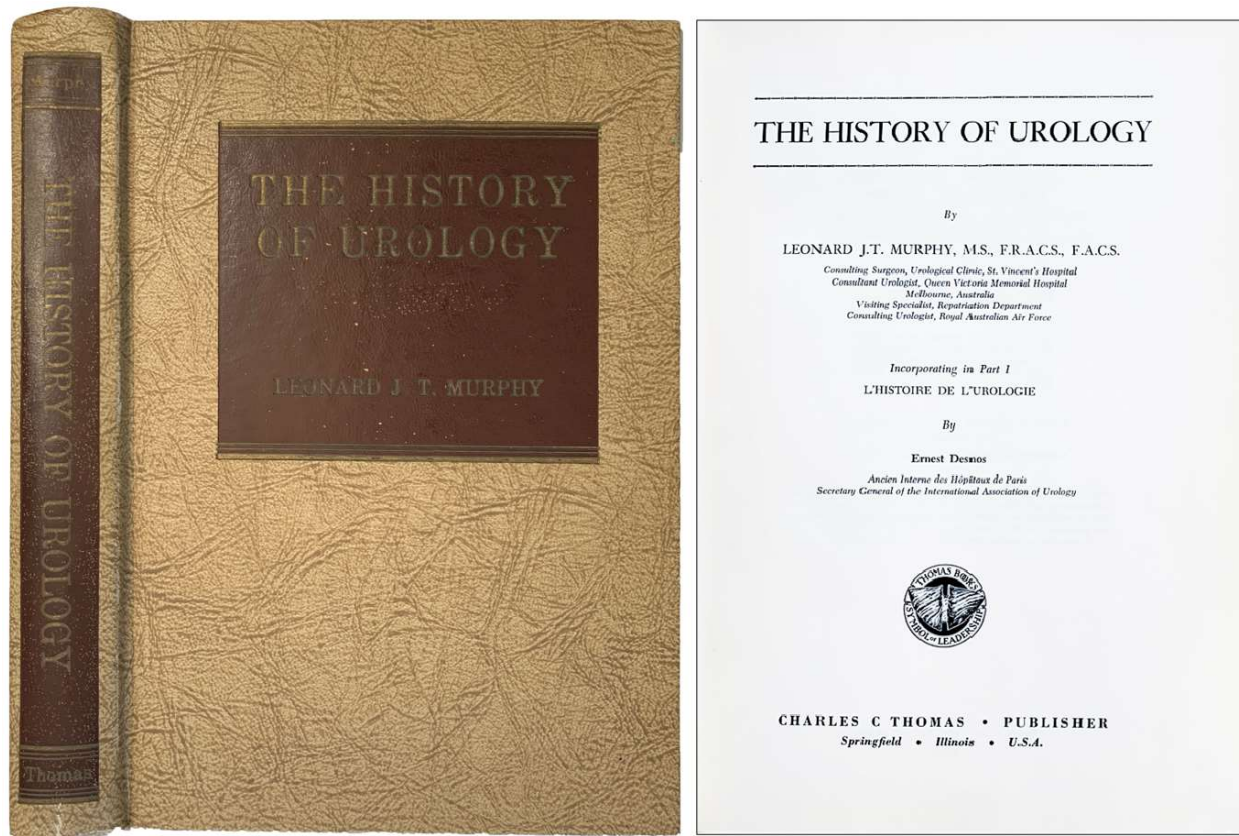 Murphy
THE HISTORY OF UROLOGY
Thomas
THE HISTORY
OF UROLOGY
LEONARD J. T. MURPHY
THE HISTORY OF UROLOGY
By
LEONARD J.T. MURPHY, M.S., F.R.A.C.S., F.A.C.S.
Consulting Surgeon, Urological Clinic, St. Vincent's Hospital
Consultant Urologist, Queen Victoria Memorial Hospital
Melbourne, Australia
Visiting Specialist, Repatriation Department
Consulting Urologist, Royal Australian Air Force
Incorporating in Part I
L'HISTOIRE DE L'UROLOGIE
By
Ernest Desnos
Ancien Interne des Hôpitaux de Paris
Secretary General of the International Association of Urology
THOMAS BOOKS
SYMBOL OF LEADERSHIP
CHARLES C THOMAS • PUBLISHER
Springfield • Illinois • U.S.A.